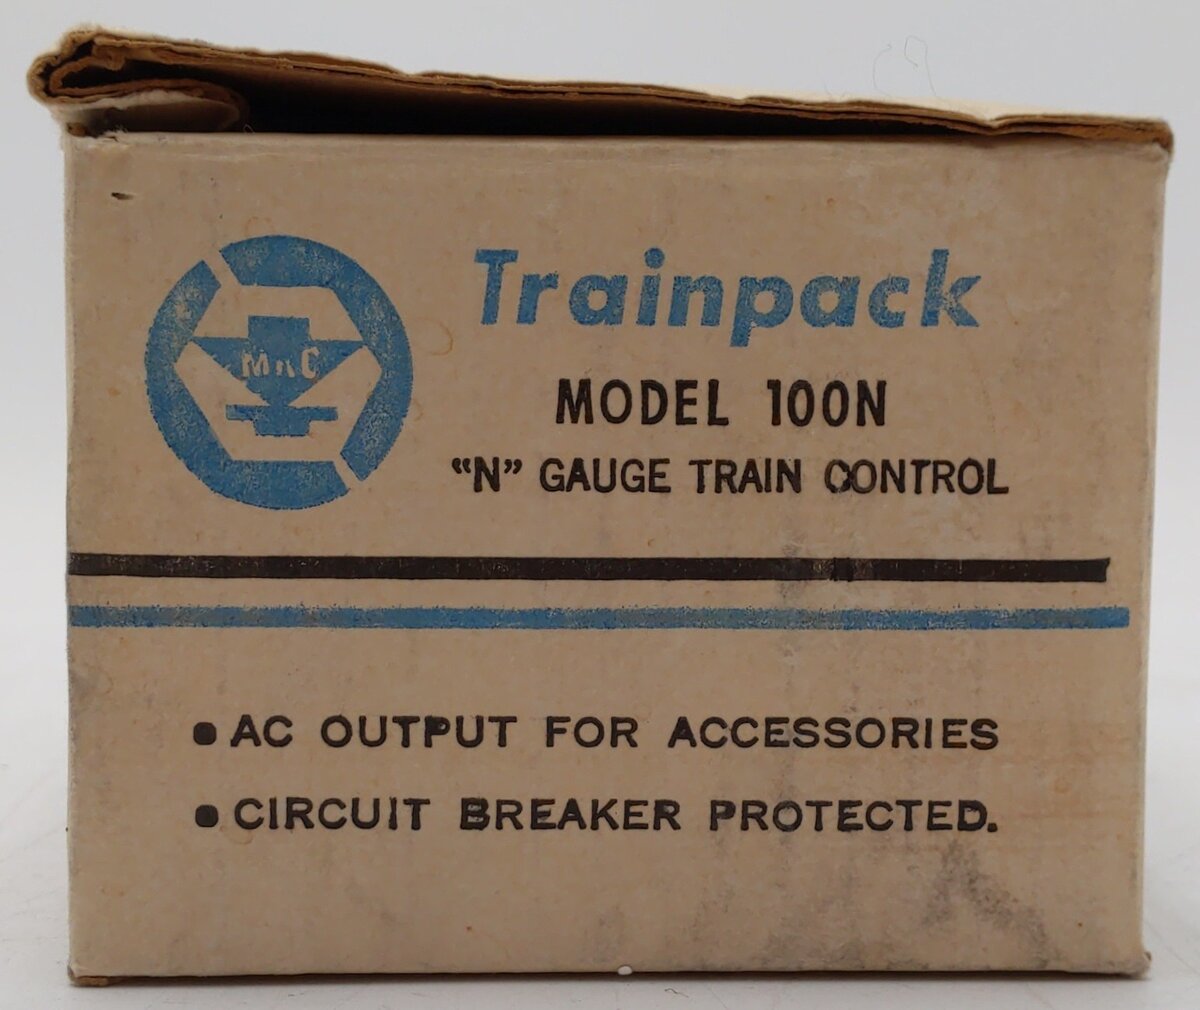 MRC
Trainpack
MODEL 100N
“N” GAUGE TRAIN CONTROL
• AC OUTPUT FOR ACCESSORIES
• CIRCUIT BREAKER PROTECTED.